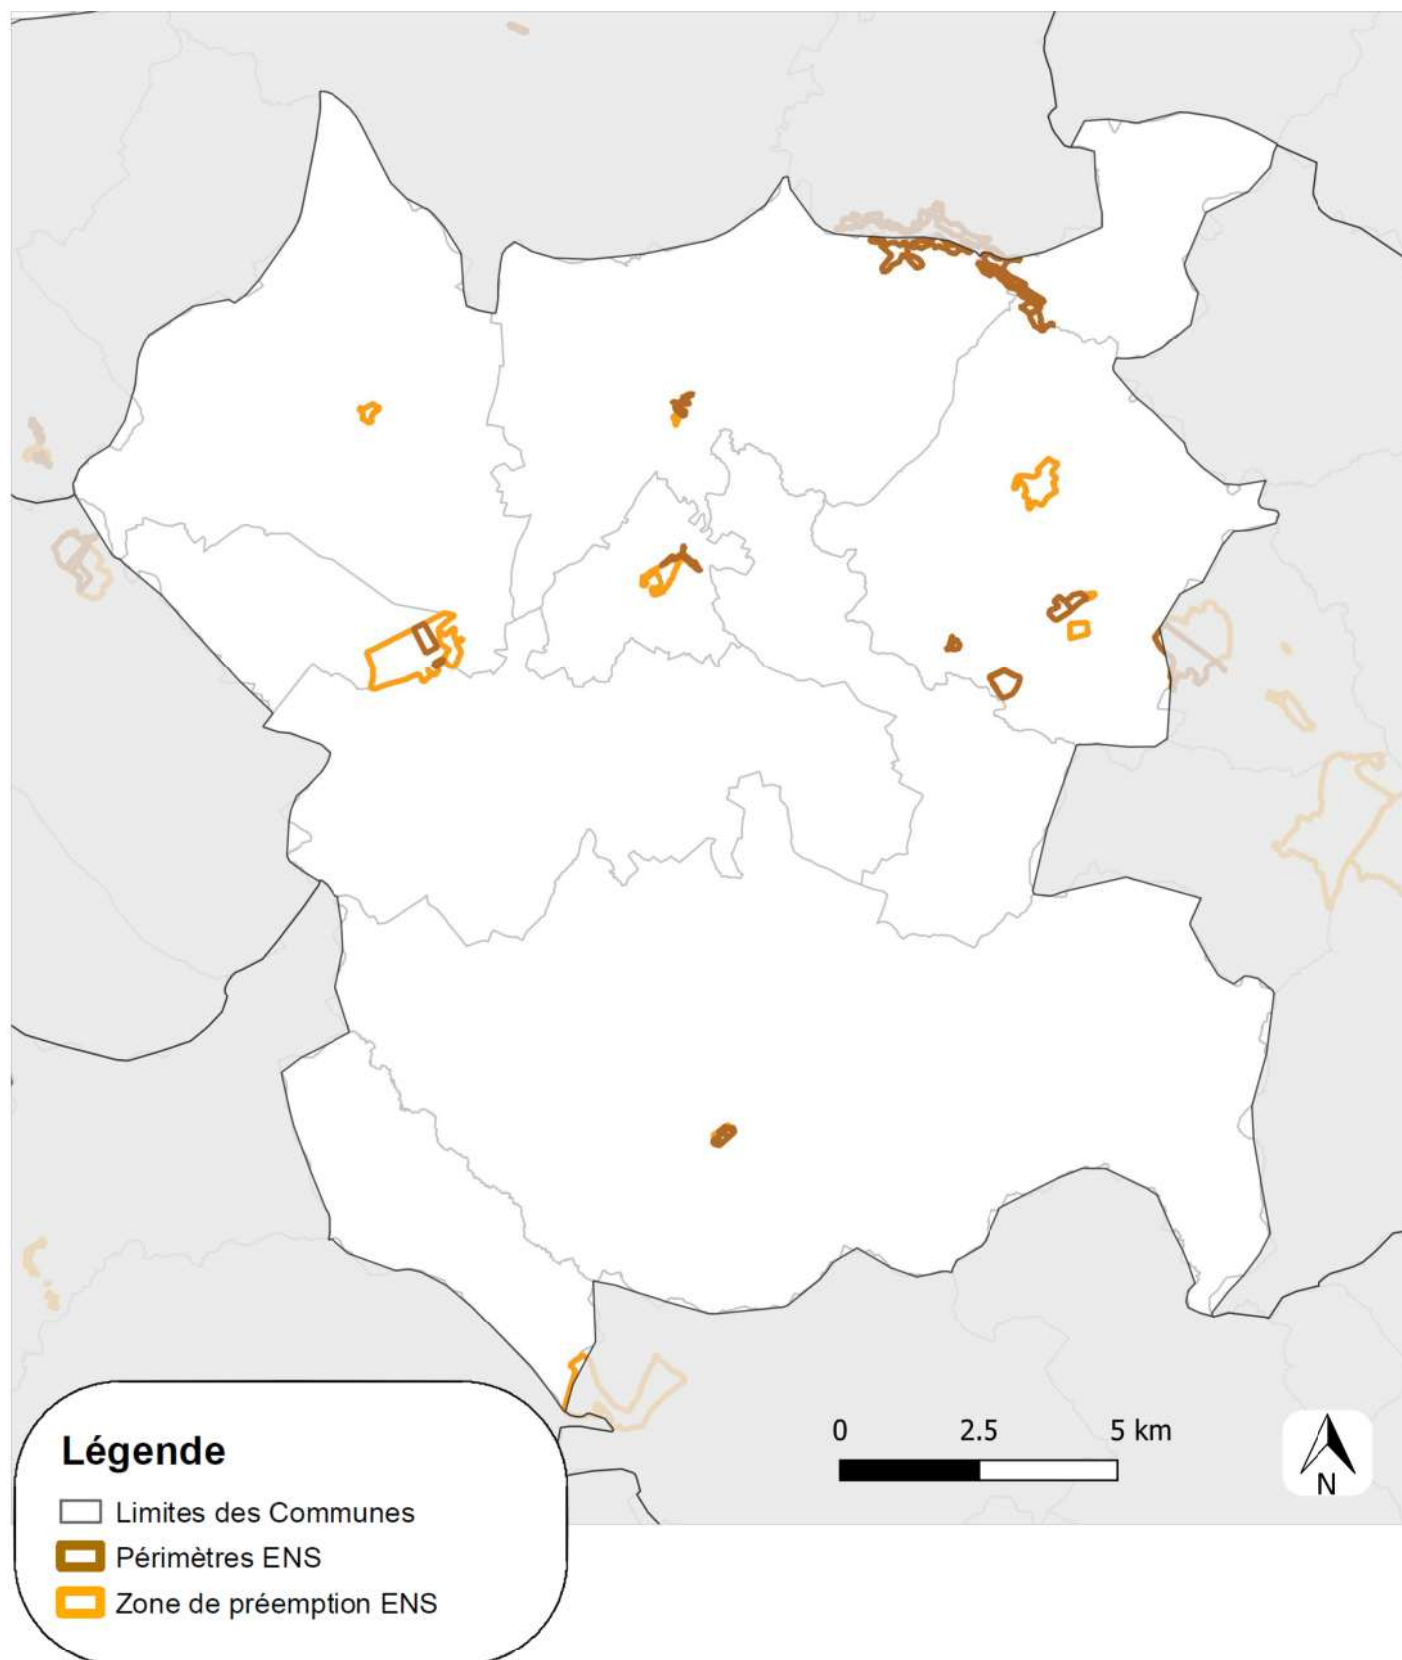 0 2.5 5 km
N
Légende
Limites des Communes
Périmètres ENS
Zone de préemption ENS